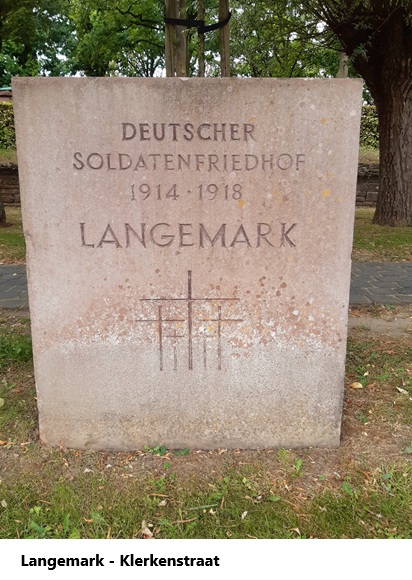 DEUTSCHER
SOLDATENFRIEDHOF
1914 · 1918
LANGEMARK
Langemark - Klerkenstraat